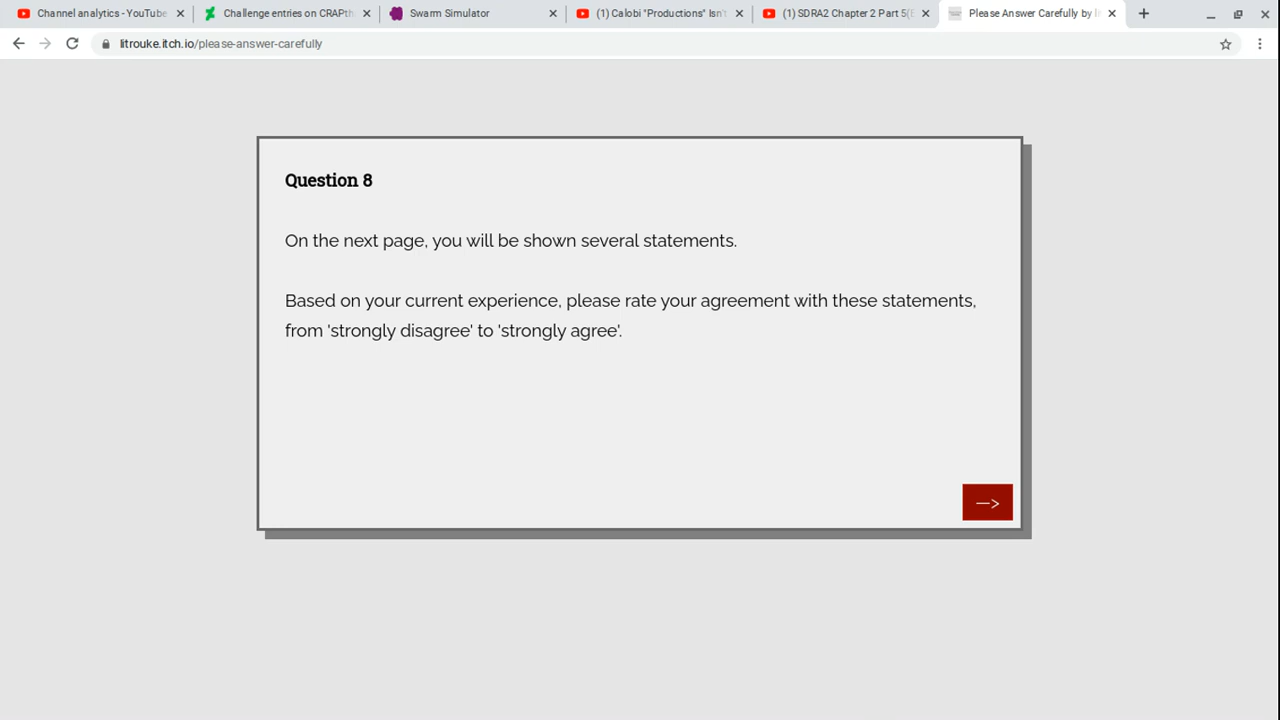 Channel analytics - YouTube
Challenge entries on CRAPth
Swarm Simulator
(1) Calobi "Productions" Isn't
(1) SDRA2 Chapter 2 Part 5(E
Please Answer Carefully by li
litrouke.itch.io/please-answer-carefully
Question 8
On the next page, you will be shown several statements.
Based on your current experience, please rate your agreement with these statements,
from 'strongly disagree' to 'strongly agree'.
—>